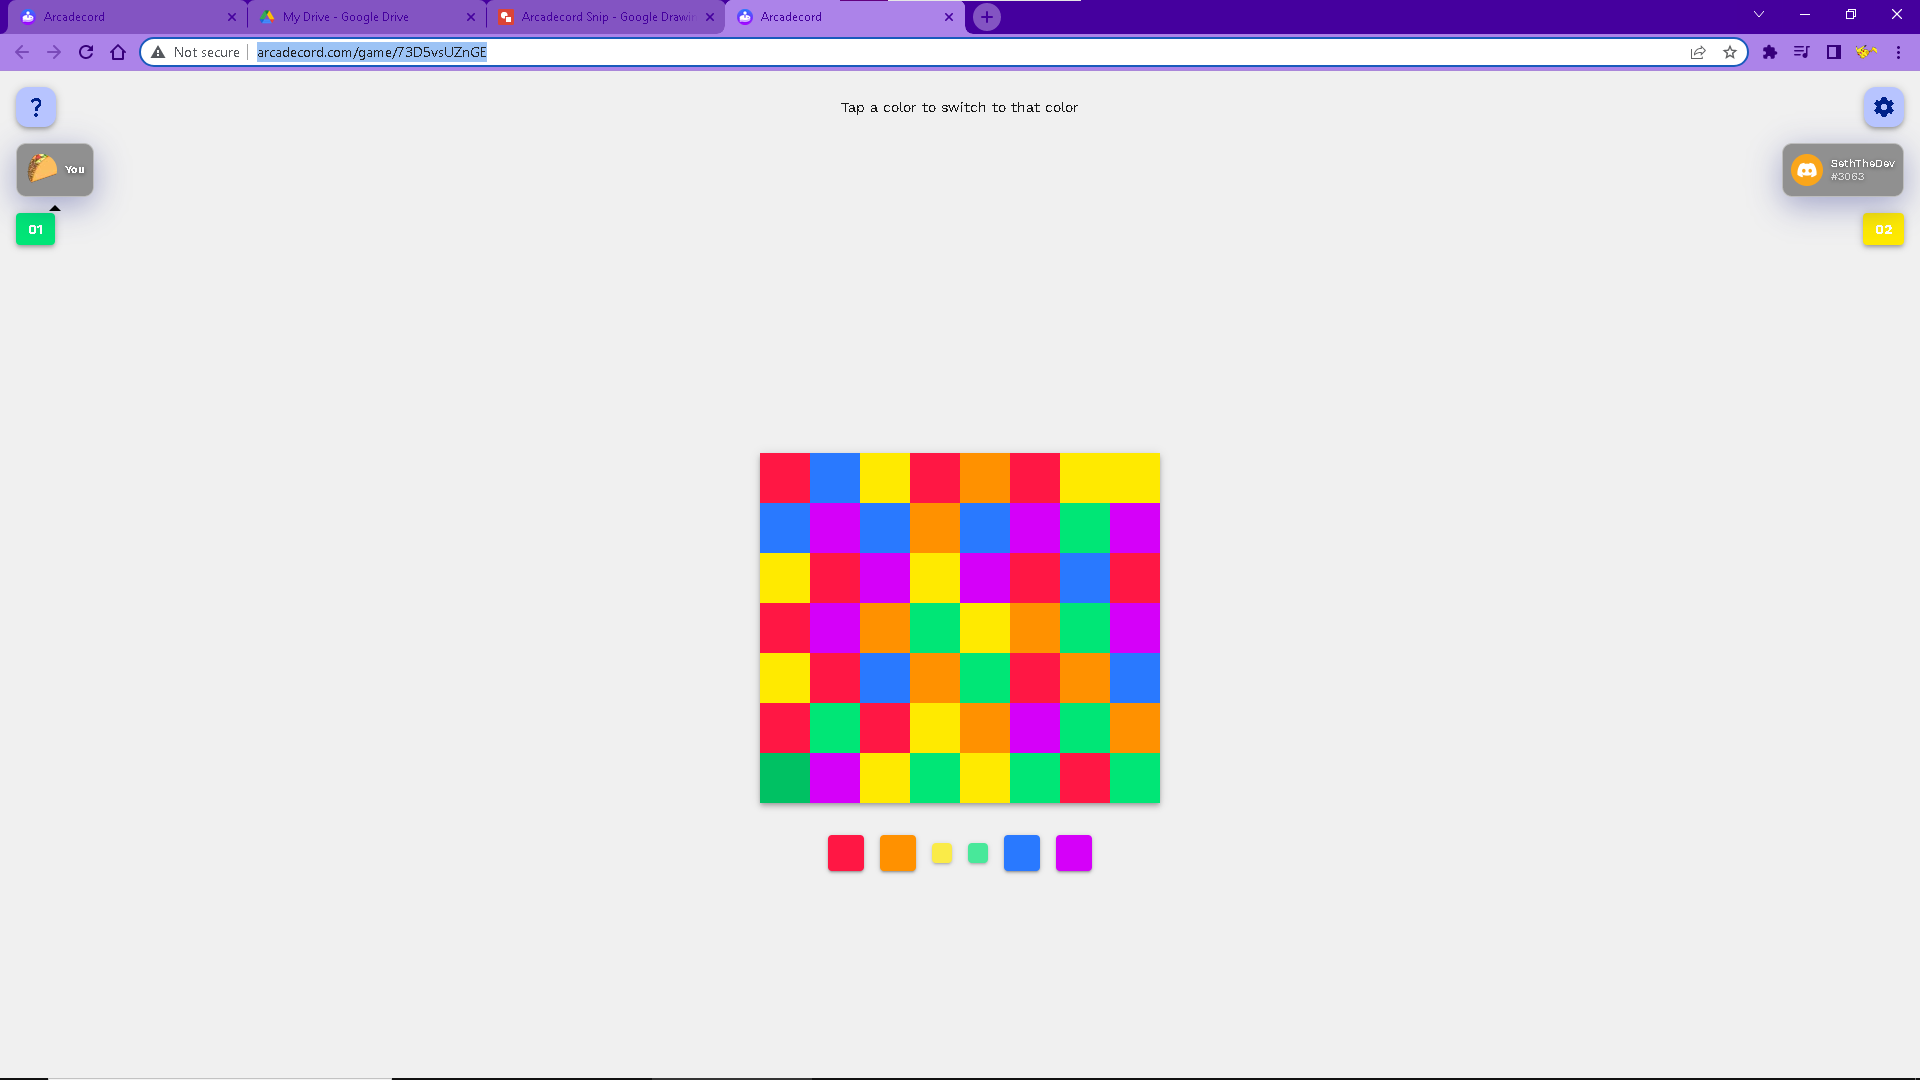 Arcadecord
My Drive - Google Drive
Arcadecord Snip - Google Drawin
Arcadecord
Not secure
arcadecord.com/game/73D5vsUZnGE
?
Tap a color to switch to that color
You
SethTheDev
#3063
01
02